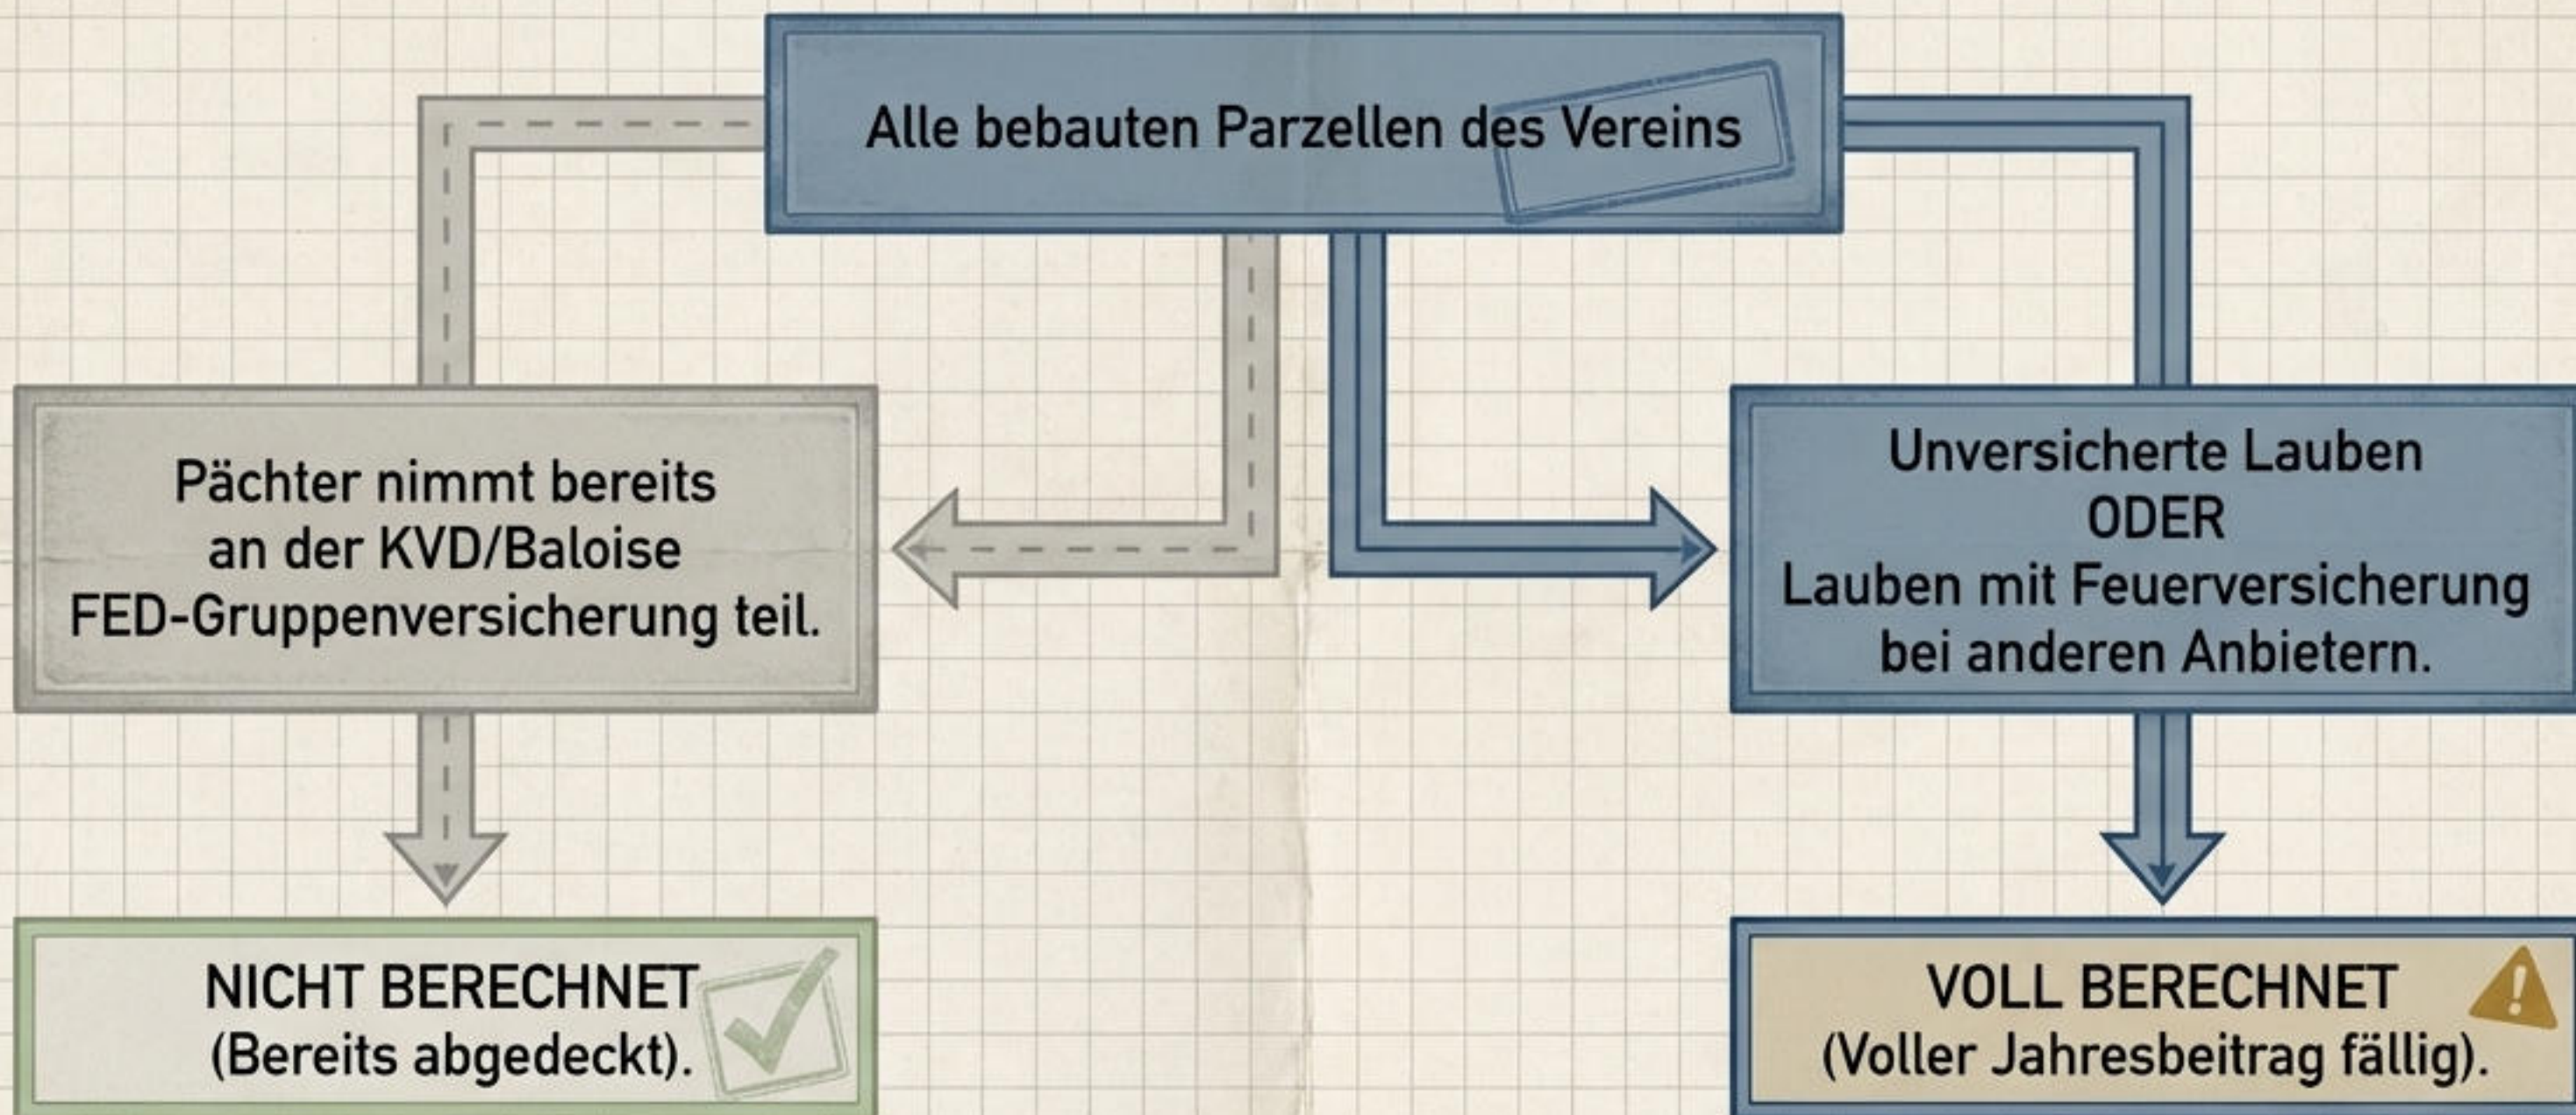 Alle bebauten Parzellen des Vereins
Pächter nimmt bereits
an der KVD/Baloise
FED-Gruppenversicherung teil.
Unversicherte Lauben
ODER
Lauben mit Feuerversicherung
bei anderen Anbietern.
NICHT BERECHNET
(Bereits abgedeckt).
VOLL BERECHNET
(Voller Jahresbeitrag fällig).